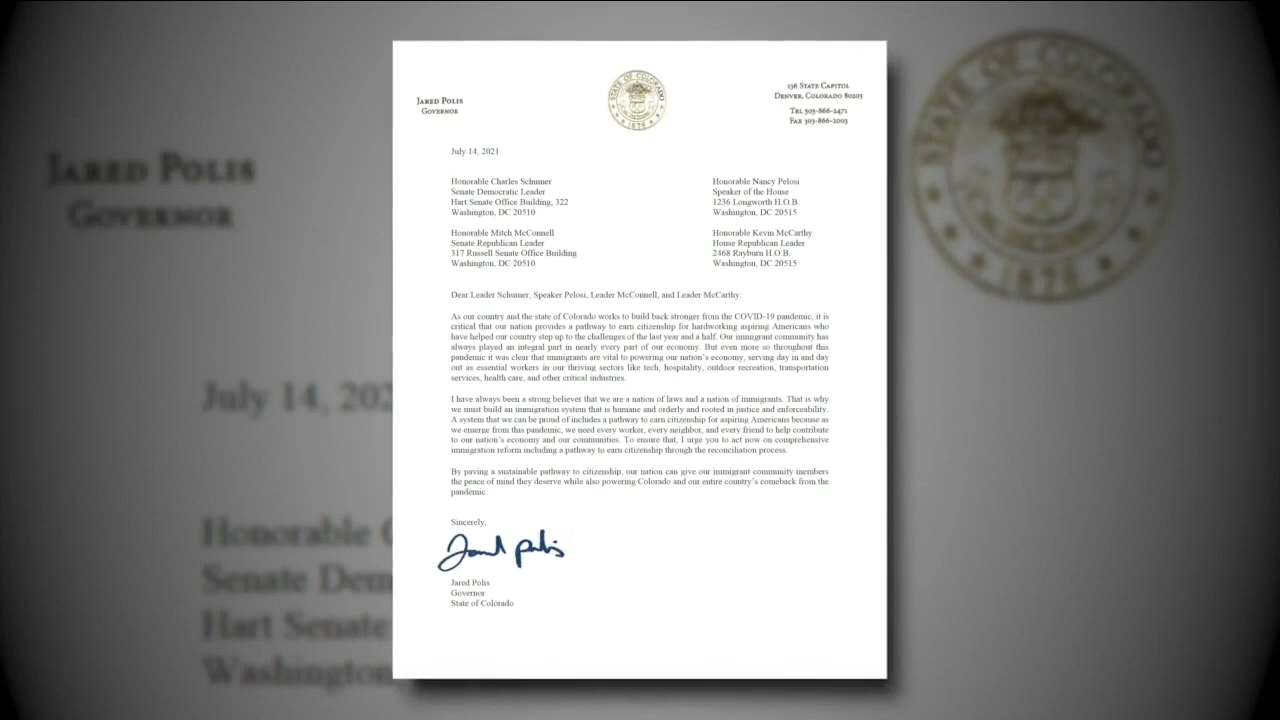 JARED POLIS
GOVERNOR
STATE OF COLORADO
1876
136 STATE CAPITOL
DENVER, COLORADO 80203
TEL 303-866-2471
FAX 303-866-2003
July 14, 2021
Honorable Charles Schumer
Senate Democratic Leader
Hart Senate Office Building, 322
Washington, DC 20510
Honorable Nancy Pelosi
Speaker of the House
1236 Longworth H.O.B.
Washington, DC 20515
Honorable Mitch McConnell
Senate Republican Leader
317 Russell Senate Office Building
Washington, DC 20510
Honorable Kevin McCarthy
House Republican Leader
2468 Rayburn H.O.B.
Washington, DC 20515
Dear Leader Schumer, Speaker Pelosi, Leader McConnell, and Leader McCarthy:
As our country and the state of Colorado works to build back stronger from the COVID-19 pandemic, it is
critical that our nation provides a pathway to earn citizenship for hardworking aspiring Americans who
have helped our country step up to the challenges of the last year and a half. Our immigrant community has
always played an integral part in nearly every part of our economy. But even more so throughout this
pandemic it was clear that immigrants are vital to powering our nation's economy, serving day in and day
out as essential workers in our thriving sectors like tech, hospitality, outdoor recreation, transportation
services, health care, and other critical industries.
I have always been a strong believer that we are a nation of laws and a nation of immigrants. That is why
we must build an immigration system that is humane and orderly and rooted in justice and enforceability.
A system that we can be proud of includes a pathway to earn citizenship for aspiring Americans because as
we emerge from this pandemic, we need every worker, every neighbor, and every friend to help contribute
to our nation's economy and our communities. To ensure that, I urge you to act now on comprehensive
immigration reform including a pathway to earn citizenship through the reconciliation process.
By paving a sustainable pathway to citizenship, our nation can give our immigrant community members
the peace of mind they deserve while also powering Colorado and our entire country's comeback from the
pandemic.
Sincerely,
Jared Polis
Jared Polis
Governor
State of Colorado
JARED POLIS
GOVERNOR
STATE OF COLORADO
1876
July 14, 202
Honorable
Senate Dem
Hart Senate
Washington